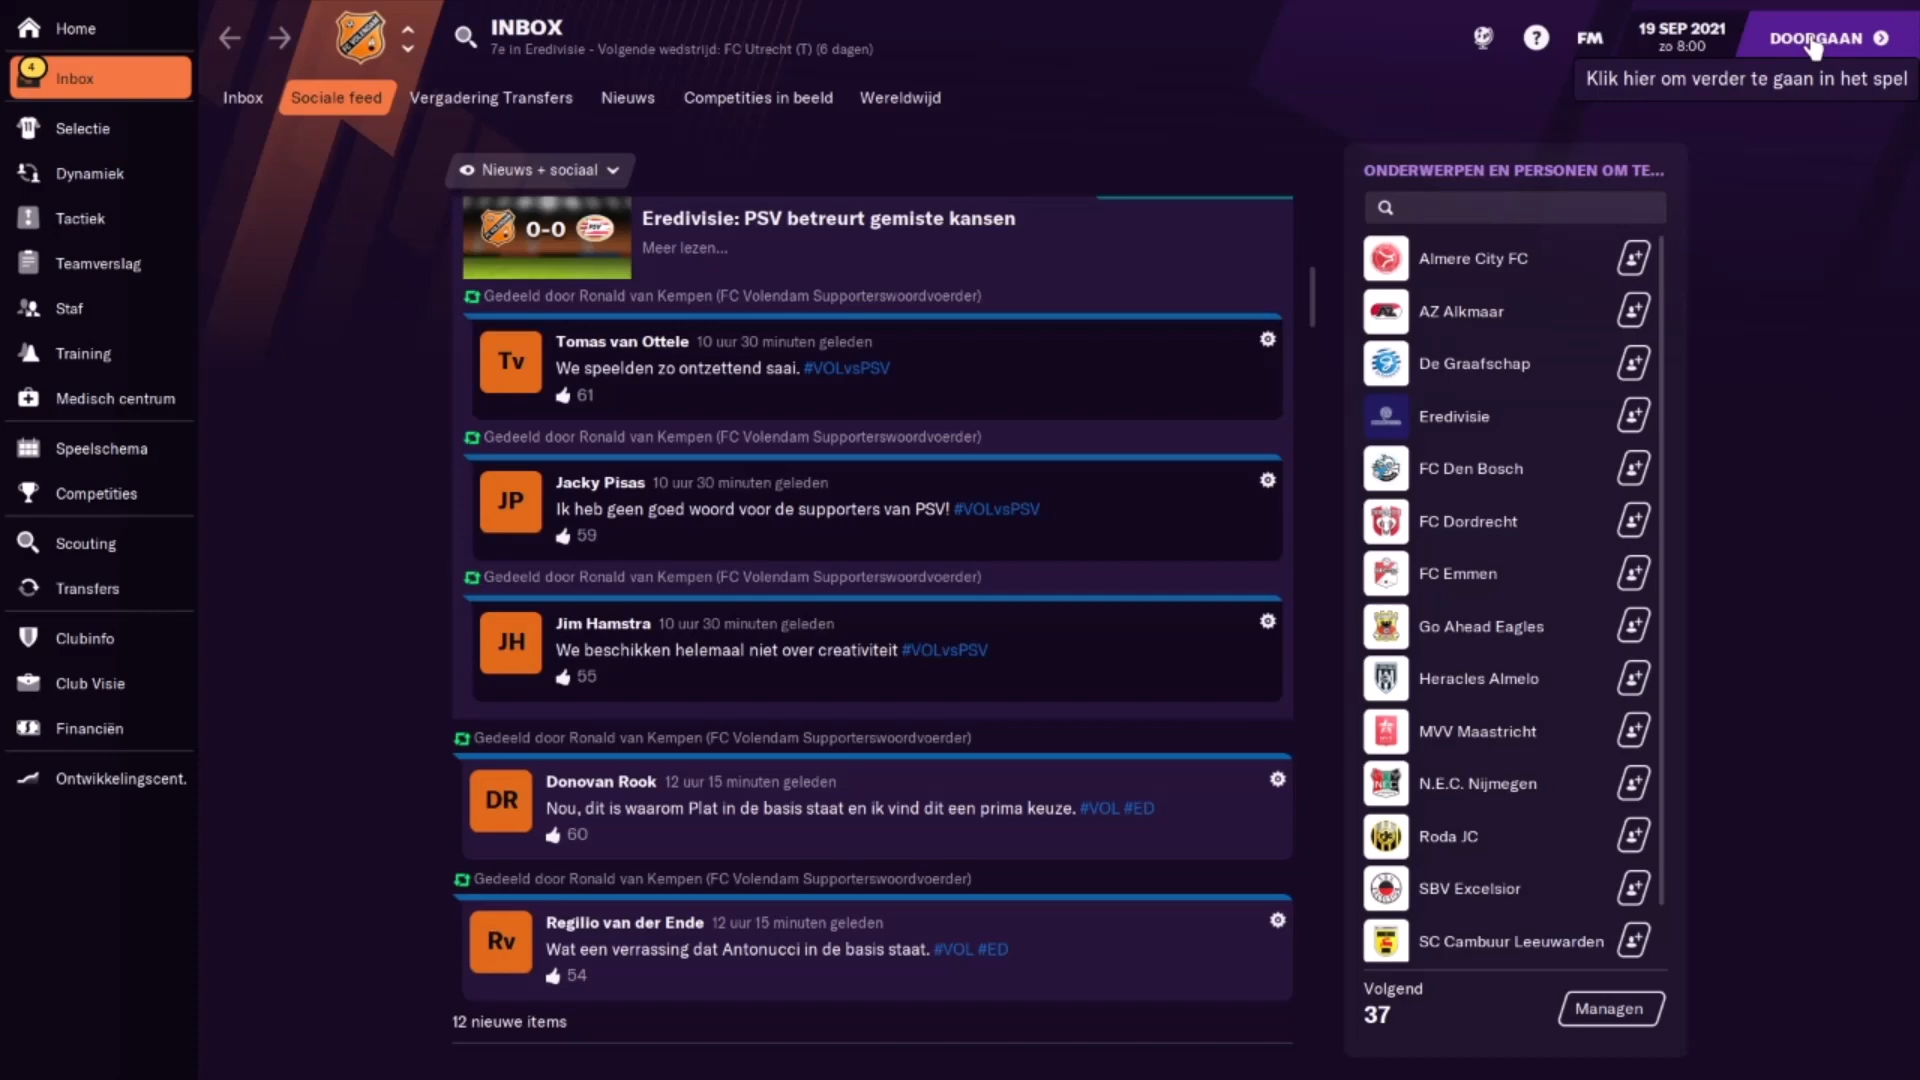 Home
4
Inbox
Selectie
Dynamiek
Tactiek
Teamverslag
Staf
Training
Medisch centrum
Speelschema
Competities
Scouting
Transfers
Clubinfo
Club Visie
Financiën
Ontwikkelingscent.
INBOX
7e in Eredivisie - Volgende wedstrijd: FC Utrecht (T) (6 dagen)
FM
19 SEP 2021
zo 8:00
DOORGAAN
Klik hier om verder te gaan in het spel
Inbox
Sociale feed
Vergadering Transfers
Nieuws
Competities in beeld
Wereldwijd
Nieuws + sociaal
0-0
PSV
Eredivisie: PSV betreurt gemiste kansen
Meer lezen...
Gedeeld door Ronald van Kempen (FC Volendam Supporterswoordvoerder)
Tv
Tomas van Ottele 10 uur 30 minuten geleden
We speelden zo ontzettend saai. #VOLvsPSV
61
Gedeeld door Ronald van Kempen (FC Volendam Supporterswoordvoerder)
JP
Jacky Pisas 10 uur 30 minuten geleden
Ik heb geen goed woord voor de supporters van PSV! #VOLvsPSV
59
Gedeeld door Ronald van Kempen (FC Volendam Supporterswoordvoerder)
JH
Jim Hamstra 10 uur 30 minuten geleden
We beschikken helemaal niet over creativiteit #VOLvsPSV
55
Gedeeld door Ronald van Kempen (FC Volendam Supporterswoordvoerder)
DR
Donovan Rook 12 uur 15 minuten geleden
Nou, dit is waarom Plat in de basis staat en ik vind dit een prima keuze. #VOL #ED
60
Gedeeld door Ronald van Kempen (FC Volendam Supporterswoordvoerder)
Rv
Regilio van der Ende 12 uur 15 minuten geleden
Wat een verrassing dat Antonucci in de basis staat. #VOL #ED
54
12 nieuwe items
ONDERWERPEN EN PERSONEN OM TE...
Almere City FC
AZ Alkmaar
De Graafschap
Eredivisie
FC Den Bosch
FC Dordrecht
FC Emmen
Go Ahead Eagles
Heracles Almelo
MVV Maastricht
N.E.C. Nijmegen
Roda JC
SBV Excelsior
SC Cambuur Leeuwarden
Volgend
37
Managen